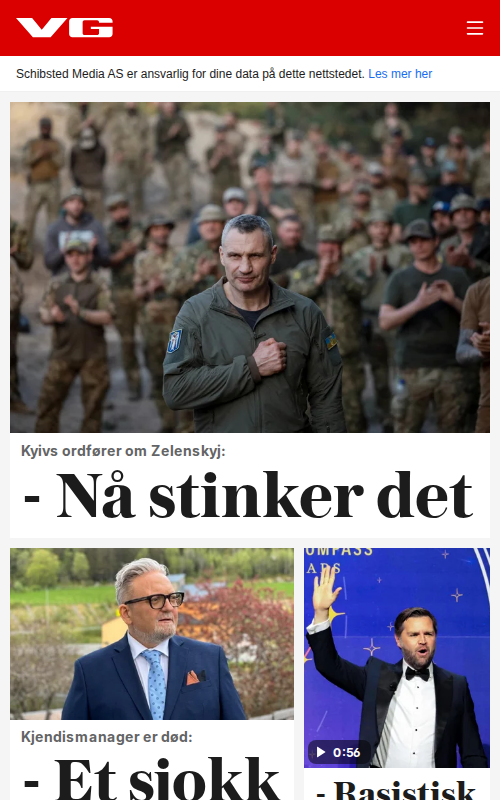 VG
Schibsted Media AS er ansvarlig for dine data på dette nettstedet. Les mer her
Kyivs ordfører om Zelenskyj:
- Nå stinker det
OMPASS
Kjendismanager er død:
- Et sjokk
0:56
- Rasistisk